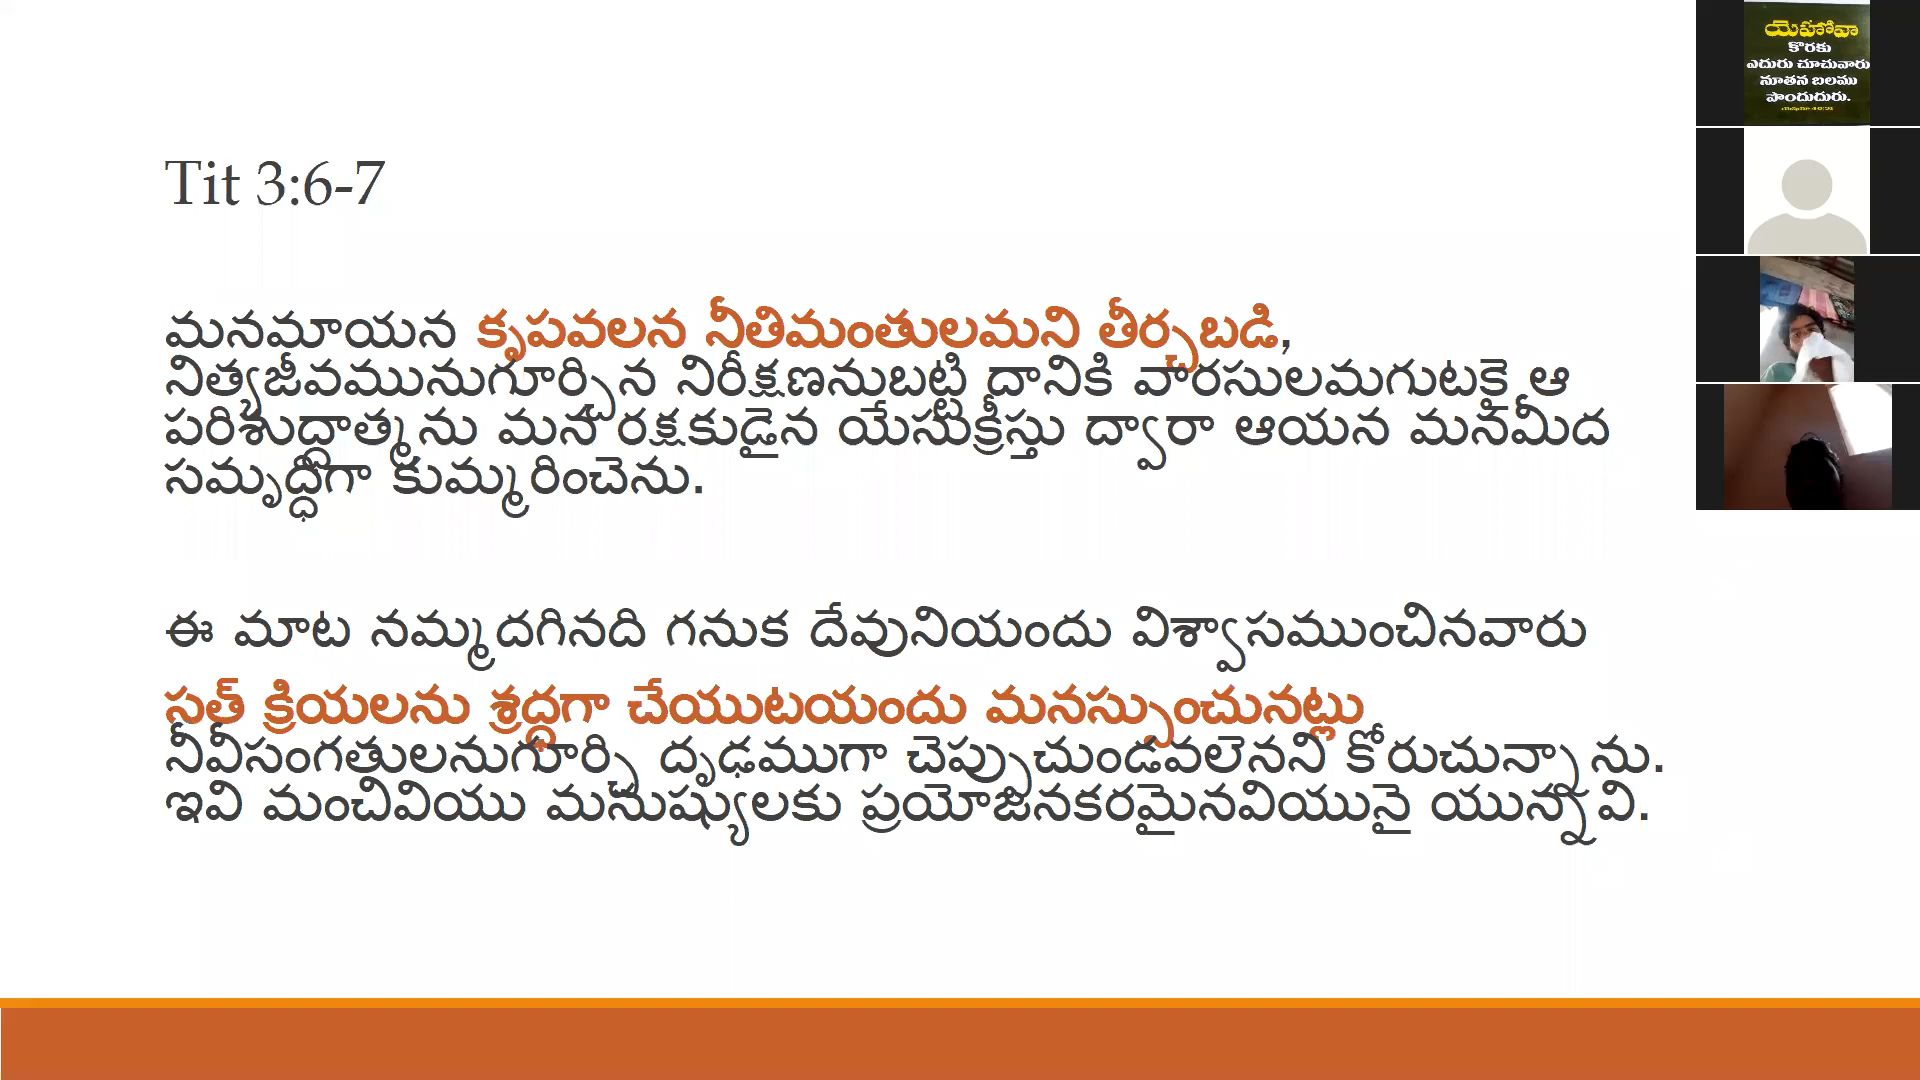 Tit 3:6-7
మనమాయన కృపవలన నీతిమంతులమని తీర్చబడి,
నిత్యజీవమునుగూర్చిన నిరీక్షణనుబట్టి దానికి వారసులమగుటకై ఆ
పరిశుద్ధాత్మను మన రక్షకుడైన యేసుక్రీస్తు ద్వారా ఆయన మనమీద
సమృద్ధిగా కుమ్మరించెను.
ఈ మాట నమ్మదగినది గనుక దేవునియందు విశ్వాసముంచినవారు
సత్ క్రియలను శ్రద్ధగా చేయుటయందు మనస్సుంచునట్లు
నీవీసంగతులనుగూర్చి దృఢముగా చెప్పుచుండవలెనని కోరుచున్నాను.
ఇవి మంచివియు మనుష్యులకు ప్రయోజనకరమైనవియునై యున్నవి.
యెహోవా
కొరకు
ఎదురు చూచువారు
నూతన బలము
పొందుదురు.